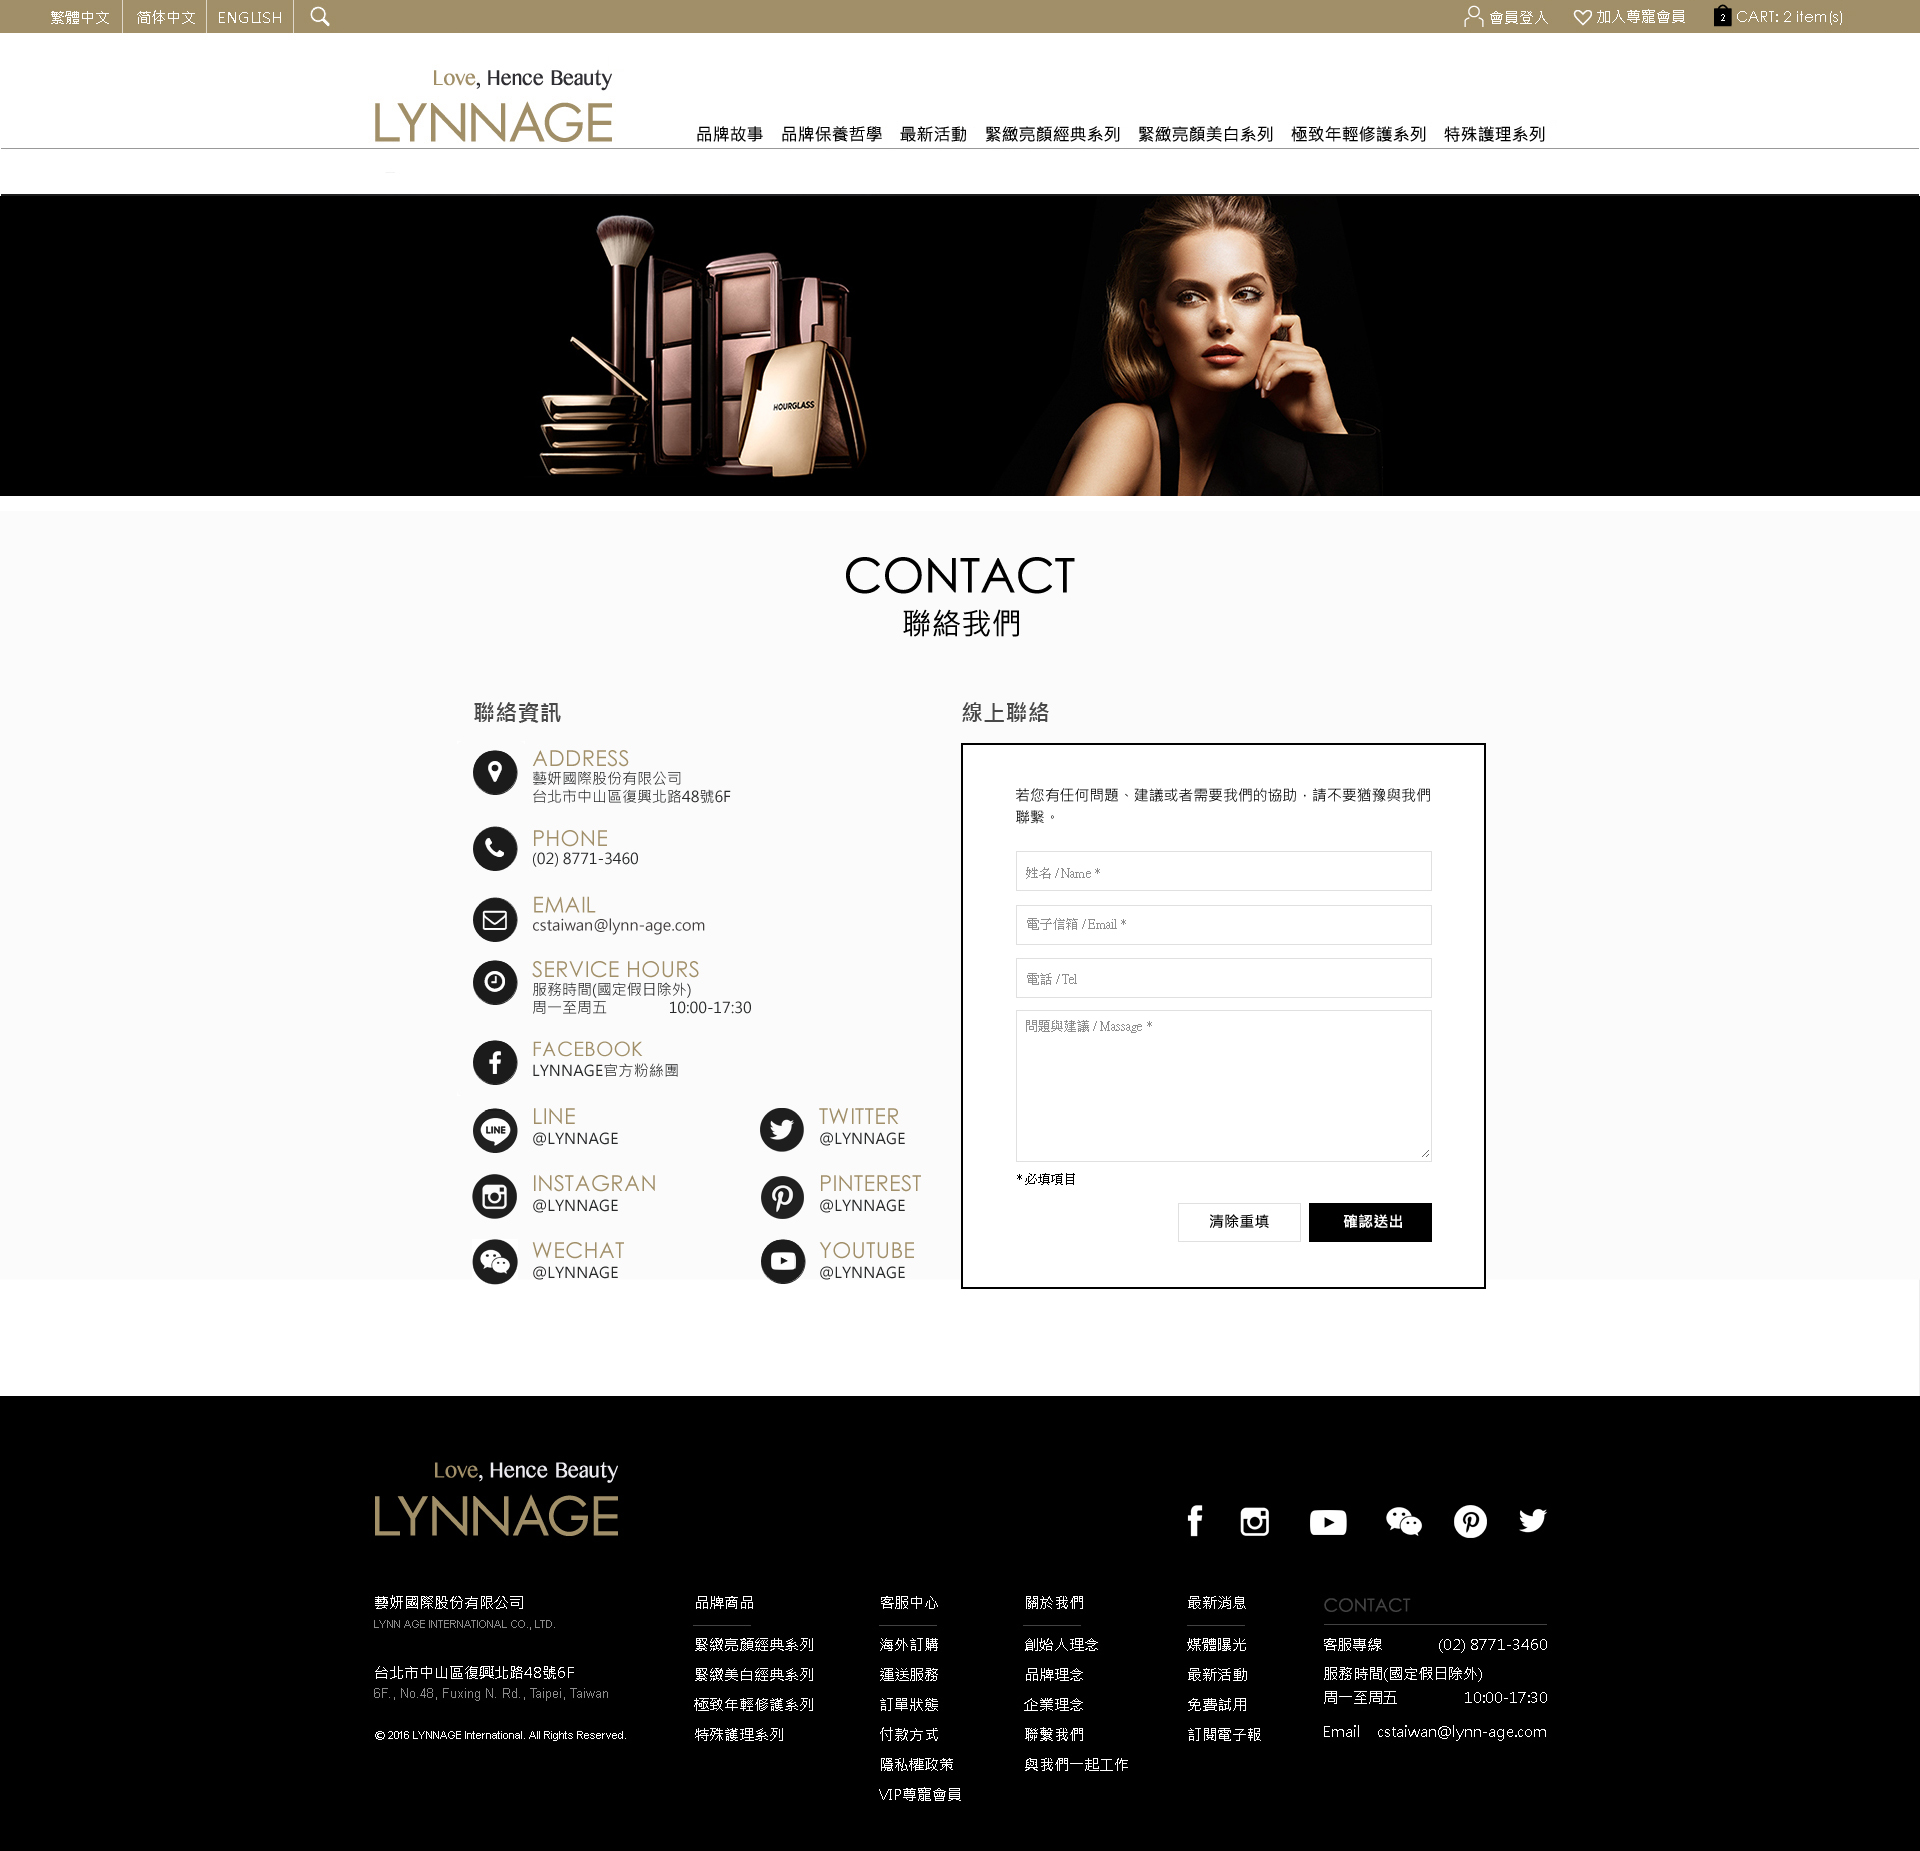 繁體中文
简体中文
ENGLISH
會員登入
加入尊寵會員
2
CART: 2 item(s)
Love, Hence Beauty
LYNNAGE
品牌故事 品牌保養哲學 最新活動 緊緻亮顏經典系列 緊緻亮顏美白系列 極致年輕修護系列 特殊護理系列
HOURGLASS
CONTACT
聯絡我們
聯絡資訊
ADDRESS
藝妍國際股份有限公司
台北市中山區復興北路48號6F
PHONE
(02) 8771-3460
EMAIL
cstaiwan@lynn-age.com
SERVICE HOURS
服務時間(國定假日除外)
周一至周五 10:00-17:30
FACEBOOK
LYNNAGE官方粉絲團
LINE
LINE
@LYNNAGE
TWITTER
@LYNNAGE
INSTAGRAN
@LYNNAGE
PINTEREST
@LYNNAGE
WECHAT
@LYNNAGE
YOUTUBE
@LYNNAGE
線上聯絡
若您有任何問題、建議或者需要我們的協助，請不要猶豫與我們
聯繫。
姓名 / Name *
電子信箱 / Email *
電話 / Tel
問題與建議 / Massage *
*必填項目
清除重填
確認送出
Love, Hence Beauty
LYNNAGE
藝妍國際股份有限公司
LYNN AGE INTERNATIONAL CO., LTD.
台北市中山區復興北路48號6F
6F., No.48, Fuxing N. Rd., Taipei, Taiwan
© 2016 LYNNAGE International. All Rights Reserved.
品牌商品
緊緻亮顏經典系列
緊緻美白經典系列
極致年輕修護系列
特殊護理系列
客服中心
海外訂購
運送服務
訂單狀態
付款方式
隱私權政策
VIP尊寵會員
關於我們
創始人理念
品牌理念
企業理念
聯繫我們
與我們一起工作
最新消息
媒體曝光
最新活動
免費試用
訂閱電子報
CONTACT
客服專線 (02) 8771-3460
服務時間(國定假日除外)
周一至周五 10:00-17:30
Email cstaiwan@lynn-age.com